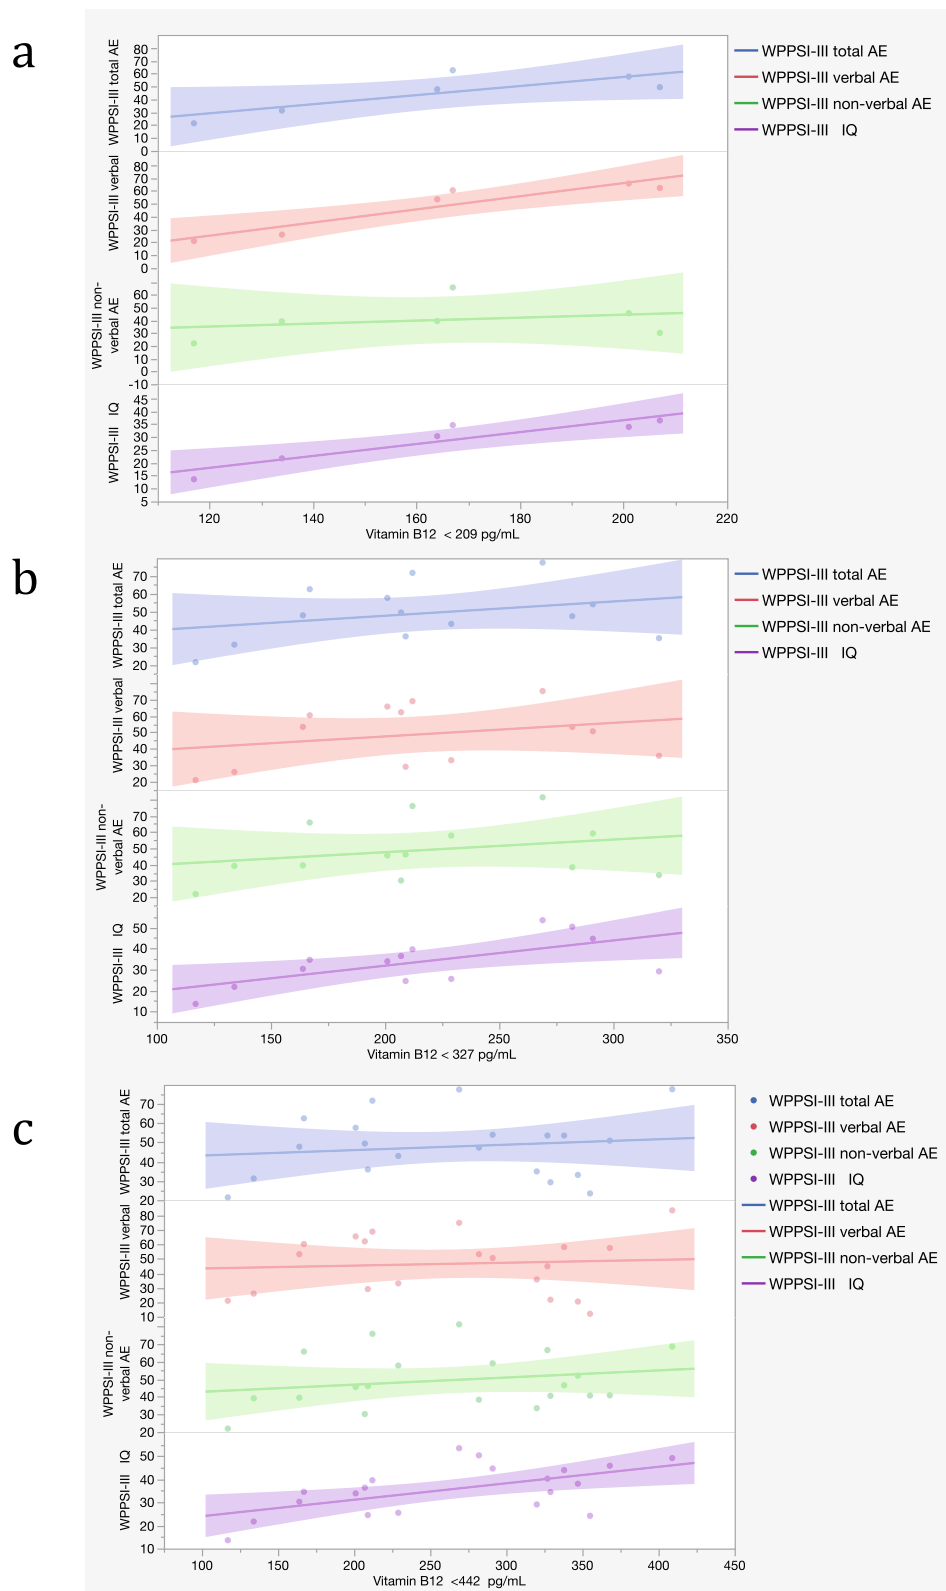 a
WPPSI-III total AE
80
70
60
50
40
30
20
10
0
WPPSI-III verbal
80
70
60
50
40
30
20
10
0
WPPSI-III non-
verbal AE
60
50
40
30
20
10
0
-10
WPPSI-III IQ
45
40
35
30
25
20
15
10
5
120 140 160 180 200 220
Vitamin B12 < 209 pg/mL
WPPSI-III total AE
WPPSI-III verbal AE
WPPSI-III non-verbal AE
WPPSI-III IQ
b
WPPSI-III total AE
70
60
50
40
30
20
WPPSI-III verbal
70
60
50
40
30
20
WPPSI-III non-
verbal AE
70
60
50
40
30
20
WPPSI-III IQ
50
40
30
20
10
100 150 200 250 300 350
Vitamin B12 < 327 pg/mL
WPPSI-III total AE
WPPSI-III verbal AE
WPPSI-III non-verbal AE
WPPSI-III IQ
c
WPPSI-III total AE
70
60
50
40
30
20
WPPSI-III verbal
80
70
60
50
40
30
20
10
WPPSI-III non-
verbal AE
70
60
50
40
30
20
WPPSI-III IQ
50
40
30
20
10
100 150 200 250 300 350 400 450
Vitamin B12 <442 pg/mL
WPPSI-III total AE
WPPSI-III verbal AE
WPPSI-III non-verbal AE
WPPSI-III IQ
WPPSI-III total AE
WPPSI-III verbal AE
WPPSI-III non-verbal AE
WPPSI-III IQ